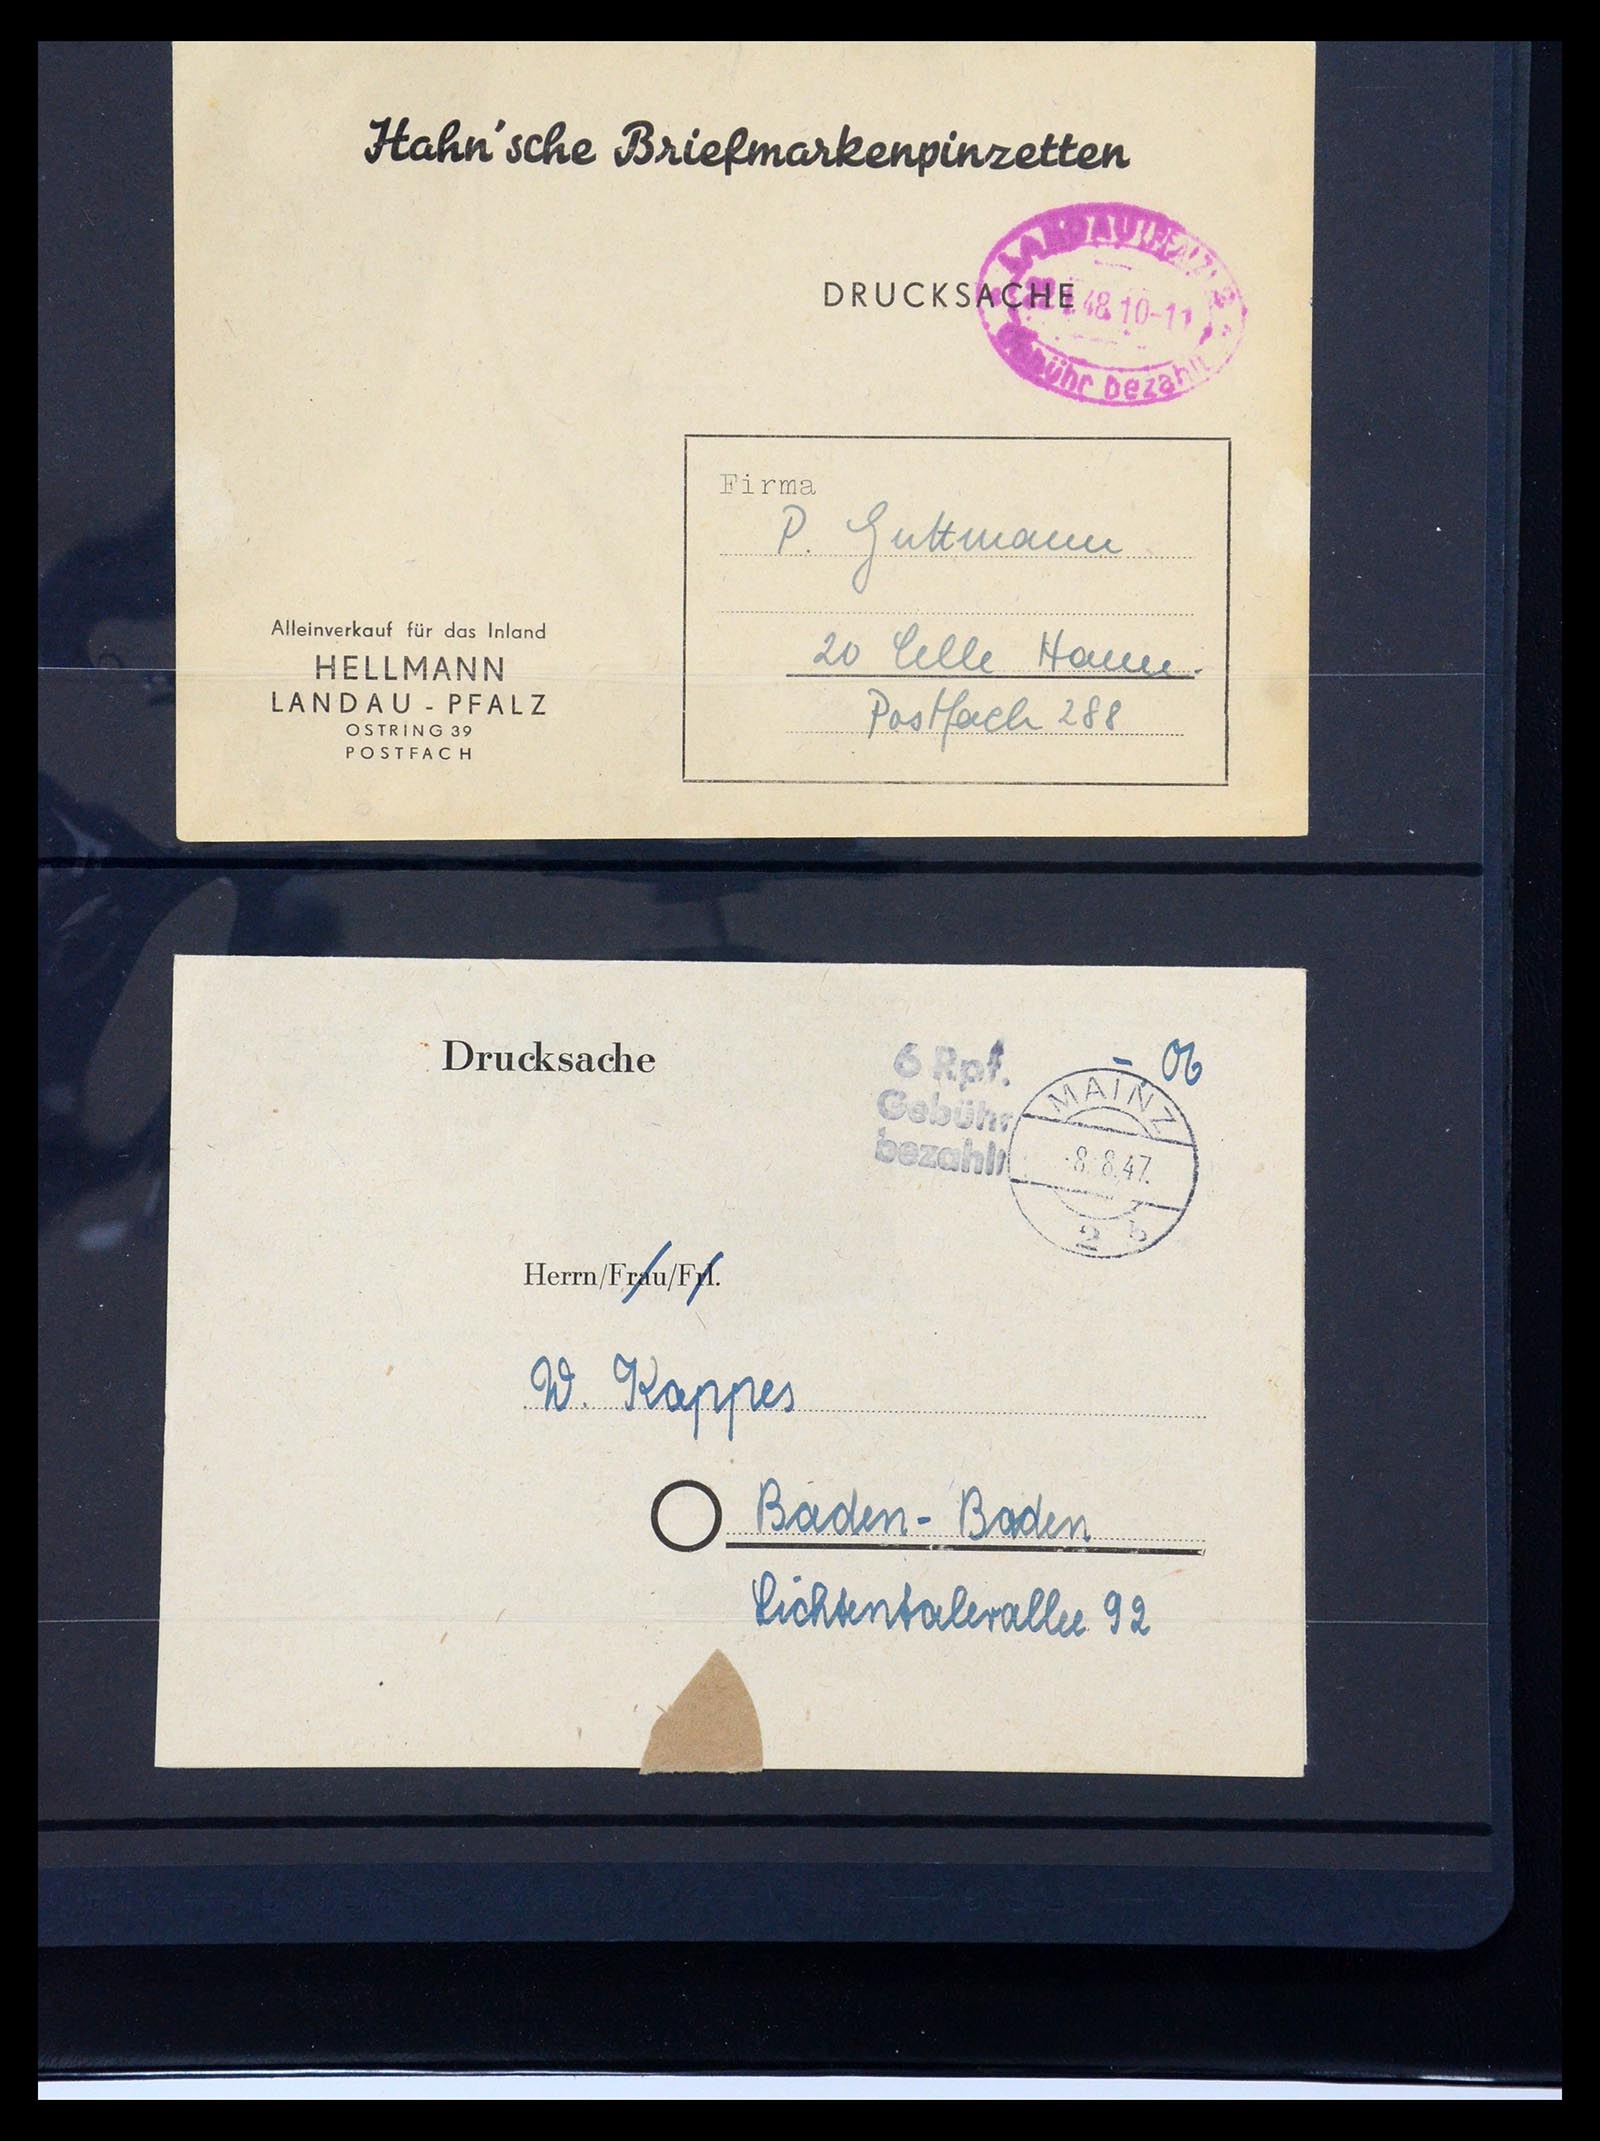 Hahn'sche Briefmarkenpinzetten
LANDAU (PFALZ)
DRUCKSACHE
48.10-11
Gebühr bezahlt
Firma
P. Guttmann
20 Celle Hann.
Postfach 288
Alleinverkauf für das Inland
HELLMANN
LANDAU - PFALZ
OSTRING 39
POSTFACH
Drucksache
6 Rpf.
Gebühr
bezahlt
- 06
MAINZ
-8.8.47.
2 b
Herrn/Frau/Frl.
W. Kappes
Baden-Baden
Lichtentalerallee 92